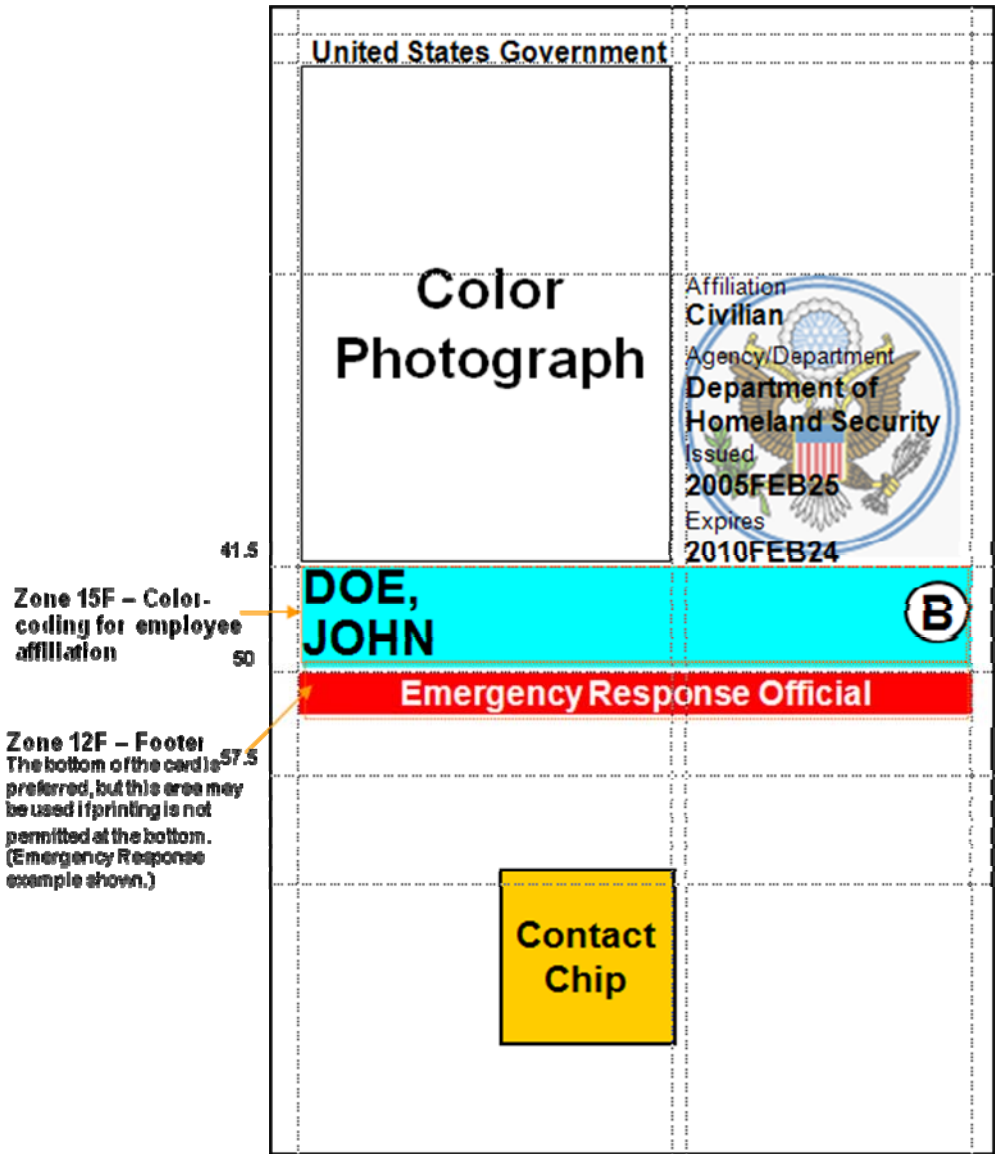 United States Government
Color
Photograph
Affiliation
Civilian
Agency/Department
Department of
Homeland Security
Issued
2005FEB25
Expires
2010FEB24
41.5
Zone 15F – Color-
coding for employee
affiliation
50
DOE,
JOHN
B
Emergency Response Official
Zone 12F – Footer
57.5
The bottom of the card is
preferred, but this area may
be used if printing is not
permitted at the bottom.
(Emergency Response
example shown.)
Contact
Chip